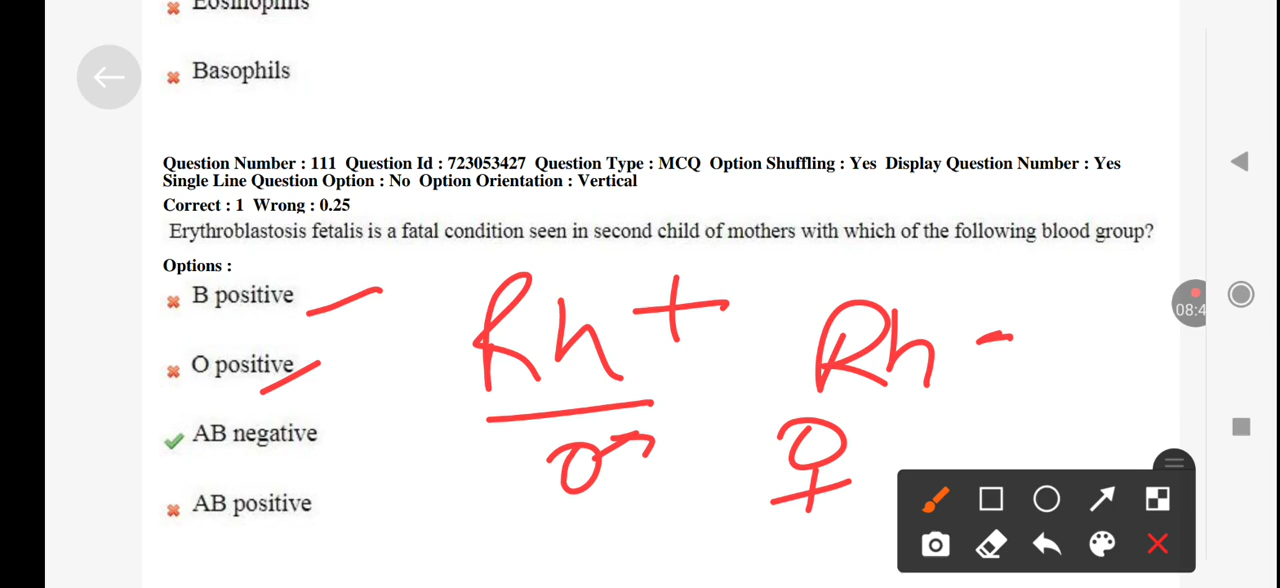 Eosinophils
Basophils
Question Number : 111 Question Id : 723053427 Question Type : MCQ Option Shuffling : Yes Display Question Number : Yes
Single Line Question Option : No Option Orientation : Vertical
Correct : 1 Wrong : 0.25
Erythroblastosis fetalis is a fatal condition seen in second child of mothers with which of the following blood group?
Options :
B positive
Rh +
Rh -
O positive
AB negative
♂
♀
AB positive
08:4